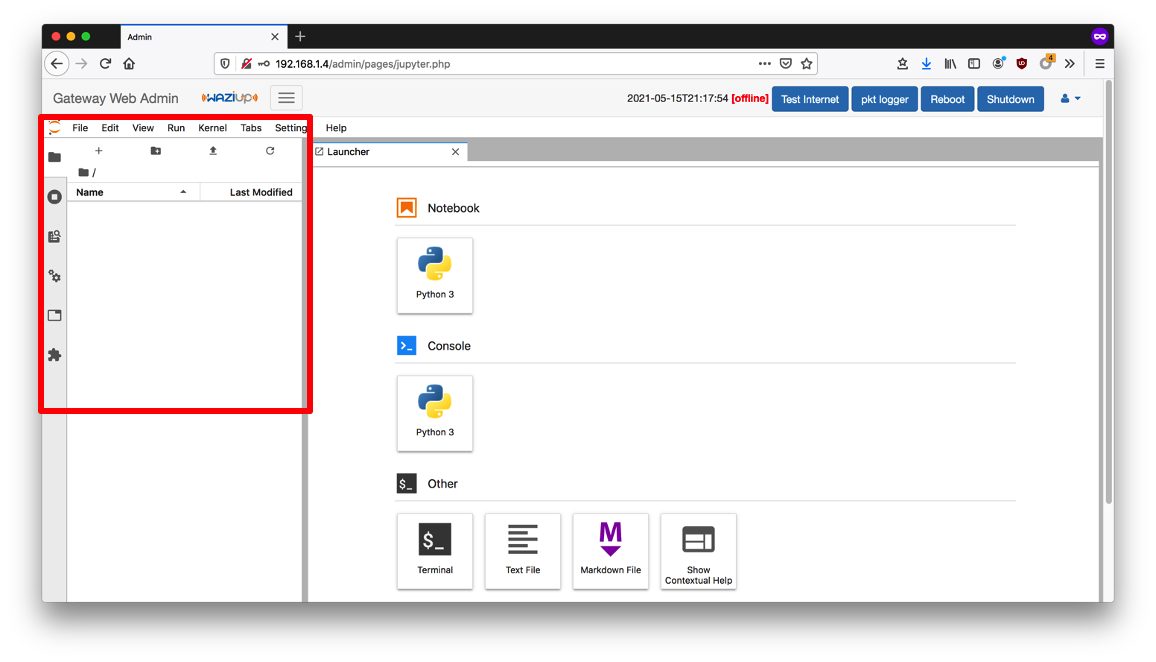 Admin
192.168.1.4/admin/pages/jupyter.php
4
Gateway Web Admin WAZIUP 2021-05-15T21:17:54 [offline] Test Internet pkt logger Reboot Shutdown
File Edit View Run Kernel Tabs Setting Help
Launcher
/
Name Last Modified
Notebook
Python 3
>_ Console
Python 3
$_ Other
$_
M
Terminal Text File Markdown File Show
Contextual Help